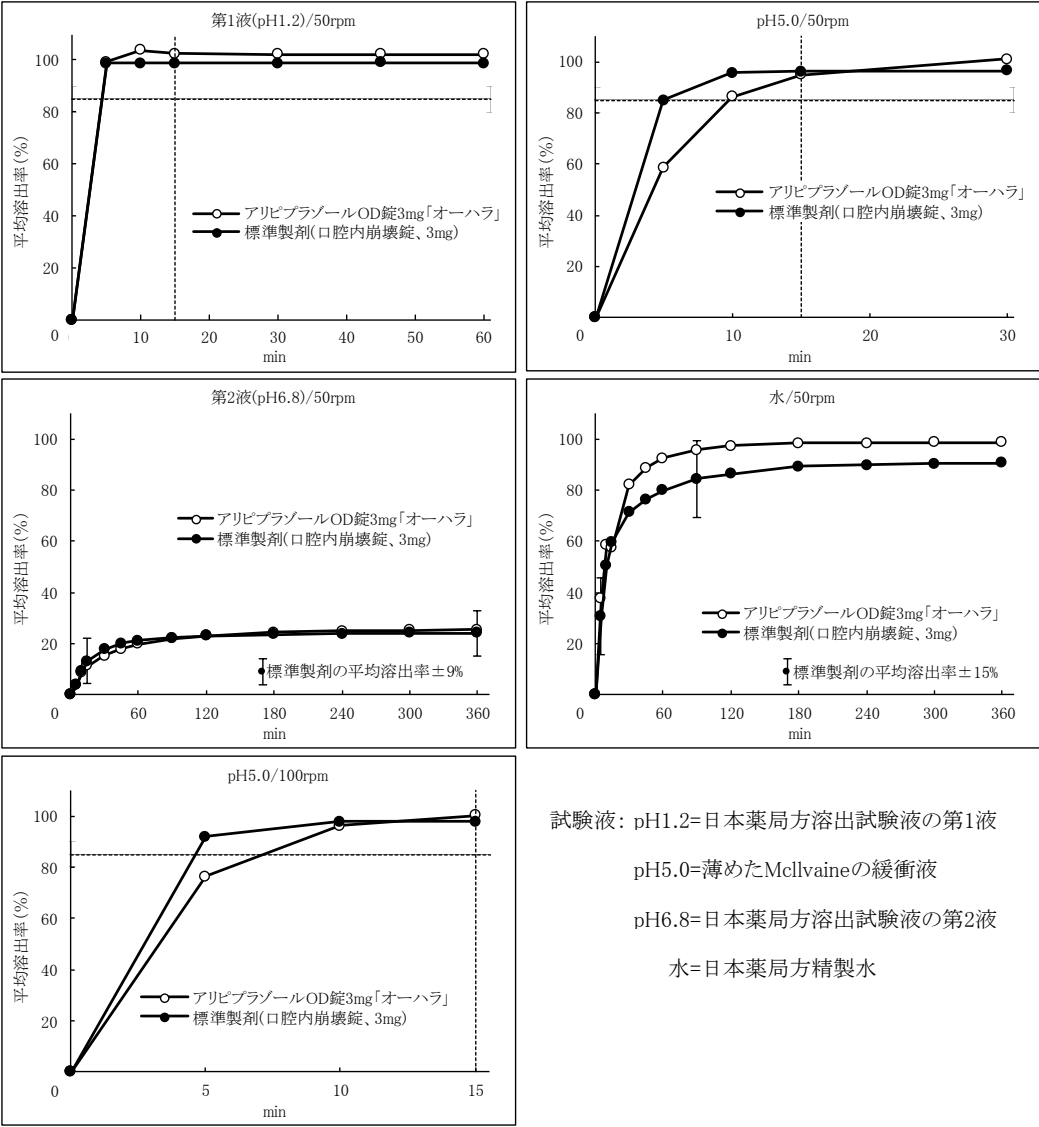 第1液(pH1.2)/50rpm
平均溶出率(%)
100
80
60
40
20
0
アリピプラゾールOD錠3mg「オーハラ」
標準製剤(口腔内崩壊錠、3mg)
10 20 30 40 50 60
min
pH5.0/50rpm
平均溶出率(%)
100
80
60
40
20
0
アリピプラゾールOD錠3mg「オーハラ」
標準製剤(口腔内崩壊錠、3mg)
10 20 30
min
第2液(pH6.8)/50rpm
平均溶出率(%)
100
80
60
40
20
0
アリピプラゾールOD錠3mg「オーハラ」
標準製剤(口腔内崩壊錠、3mg)
標準製剤の平均溶出率±9%
60 120 180 240 300 360
min
水/50rpm
平均溶出率(%)
100
80
60
40
20
0
アリピプラゾールOD錠3mg「オーハラ」
標準製剤(口腔内崩壊錠、3mg)
標準製剤の平均溶出率±15%
60 120 180 240 300 360
min
pH5.0/100rpm
平均溶出率(%)
100
80
60
40
20
0
アリピプラゾールOD錠3mg「オーハラ」
標準製剤(口腔内崩壊錠、3mg)
5 10 15
min
試験液: pH1.2=日本薬局方溶出試験液の第1液
pH5.0=薄めたMcllvaineの緩衝液
pH6.8=日本薬局方溶出試験液の第2液
水=日本薬局方精製水